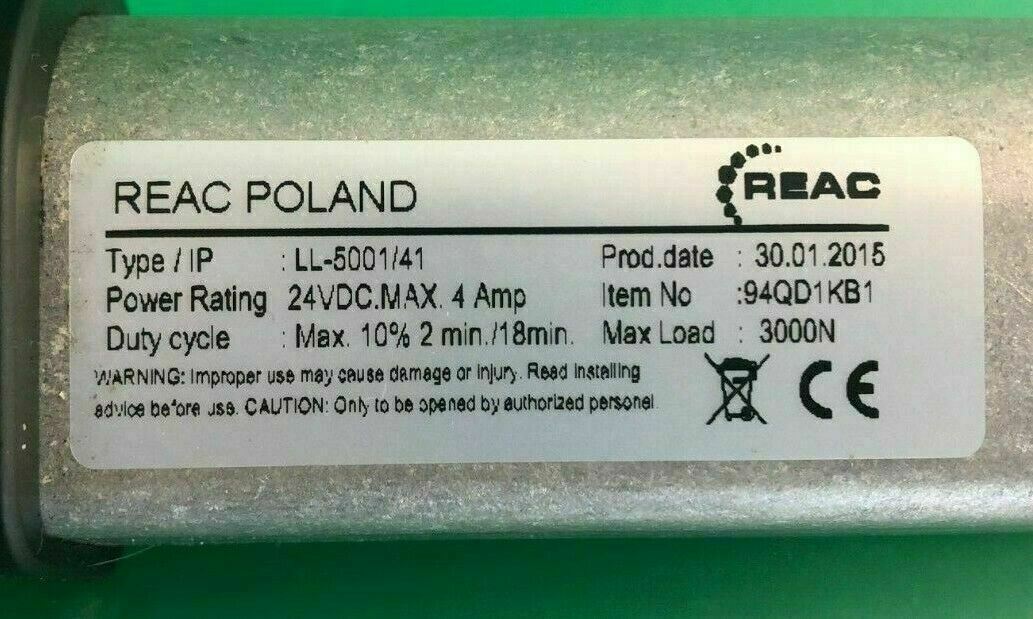 REAC POLAND
REAC
Type / IP : LL-5001/41 Prod.date : 30.01.2015
Power Rating 24VDC.MAX. 4 Amp Item No :94QD1KB1
Duty cycle : Max. 10% 2 min./18min. Max Load : 3000N
WARNING: Improper use may cause damage or injury. Read installing
advice before use. CAUTION: Only to be opened by authorized personel.
CE